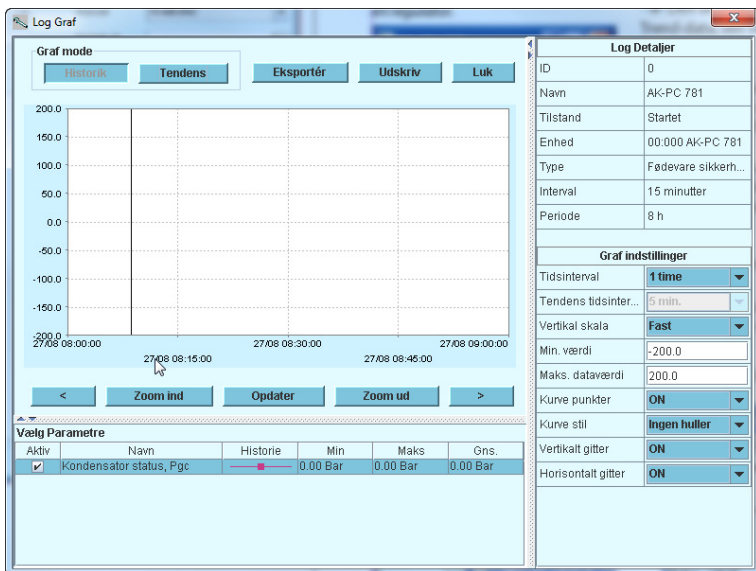 Log Graf
Graf mode
Historik Tendens Eksportér Udskriv Luk
200.0
150.0
100.0
50.0
0.0
-50.0
-100.0
-150.0
-200.0
27/08 08:00:00 27/08 08:30:00 27/08 09:00:00
27/08 08:15:00 27/08 08:45:00
< Zoom ind Opdater Zoom ud >
Vælg Parametre
Aktiv Navn Historie Min Maks Gns.
Kondensator status, Pgc 0.00 Bar 0.00 Bar 0.00 Bar
Log Detaljer
ID 0
Navn AK-PC 781
Tilstand Startet
Enhed 00:000 AK-PC 781
Type Fødevare sikkerh...
Interval 15 minutter
Periode 8 h
Graf indstillinger
Tidsinterval 1 time
Tendens tidsinter... 5 min.
Vertikal skala Fast
Min. værdi -200.0
Maks. dataværdi 200.0
Kurve punkter ON
Kurve stil Ingen huller
Vertikalt gitter ON
Horisontalt gitter ON